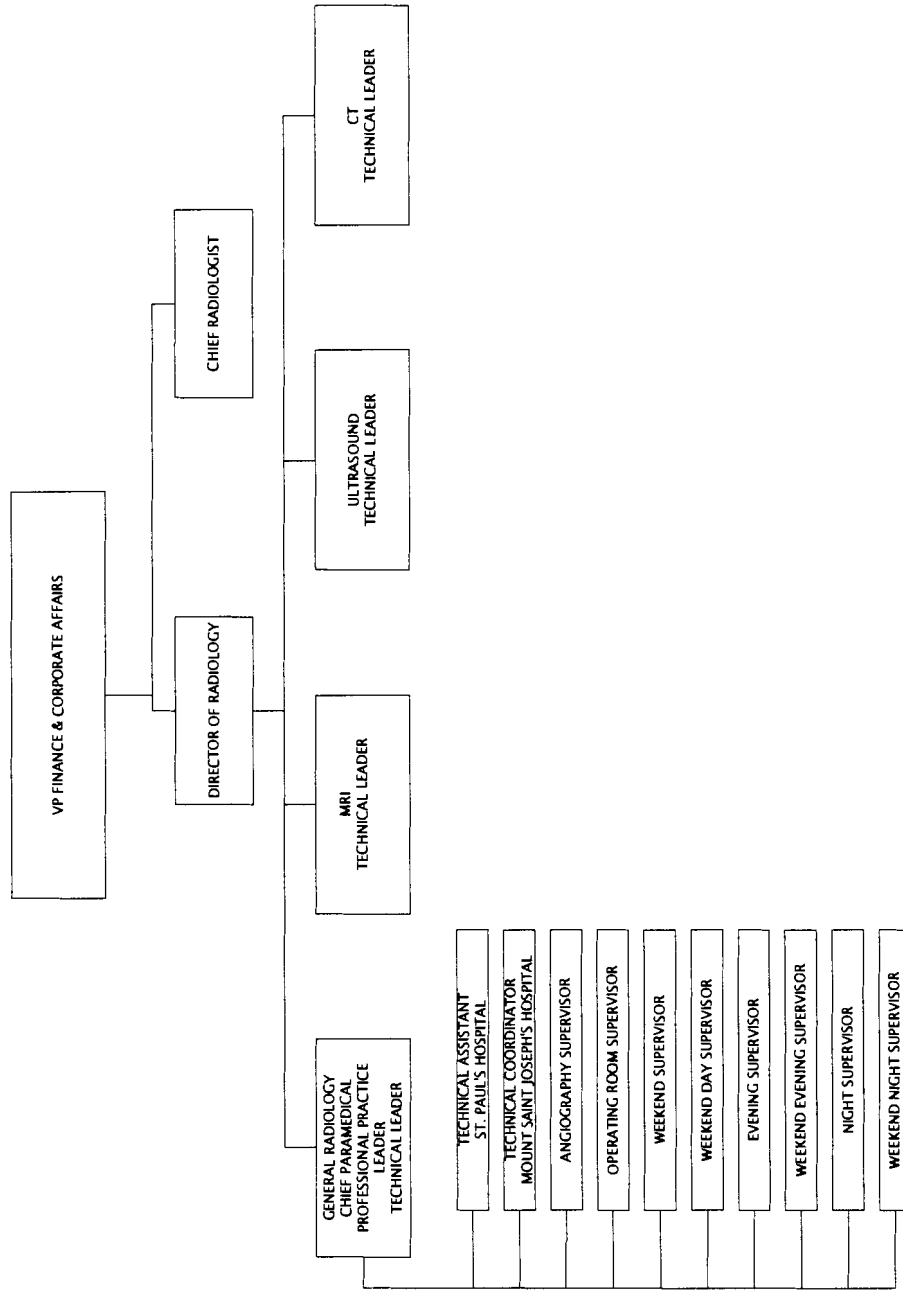 VP FINANCE & CORPORATE AFFAIRS
DIRECTOR OF RADIOLOGY
CHIEF RADIOLOGIST
GENERAL RADIOLOGY
CHIEF PARAMEDICAL
PROFESSIONAL PRACTICE
LEADER
TECHNICAL LEADER
MRI
TECHNICAL LEADER
ULTRASOUND
TECHNICAL LEADER
CT
TECHNICAL LEADER
TECHNICAL ASSISTANT
ST. PAUL'S HOSPITAL
TECHNICAL COORDINATOR
MOUNT SAINT JOSEPH'S HOSPITAL
ANGIOGRAPHY SUPERVISOR
OPERATING ROOM SUPERVISOR
WEEKEND SUPERVISOR
WEEKEND DAY SUPERVISOR
EVENING SUPERVISOR
WEEKEND EVENING SUPERVISOR
NIGHT SUPERVISOR
WEEKEND NIGHT SUPERVISOR